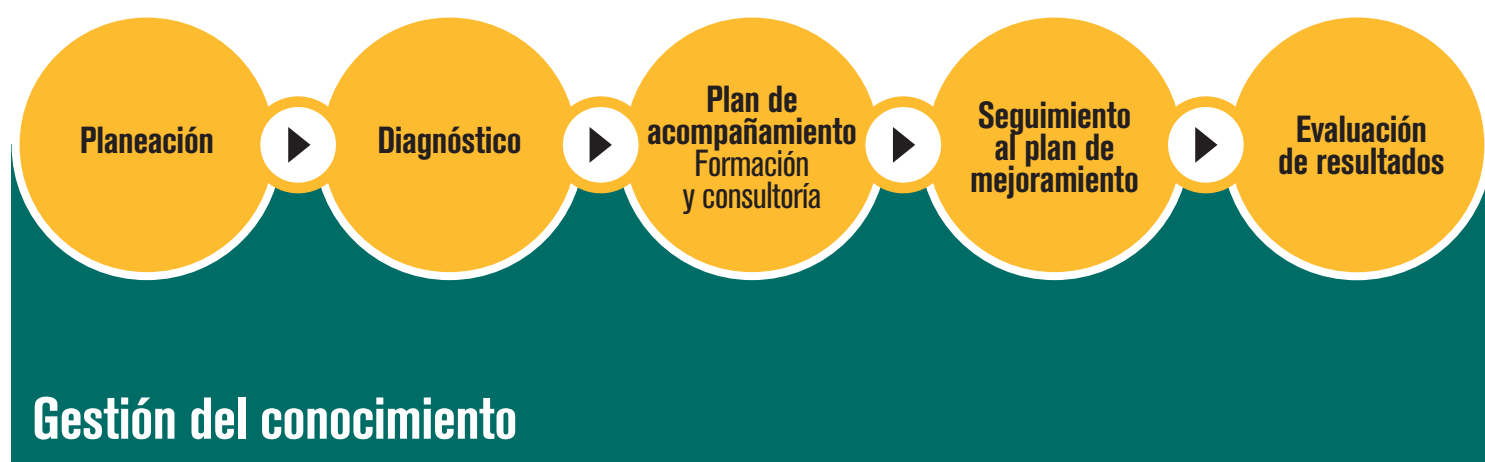 Planeación
Diagnóstico
Plan de
acompañamiento
Formación
y consultoría
Seguimiento
al plan de
mejoramiento
Evaluación
de resultados
Gestión del conocimiento